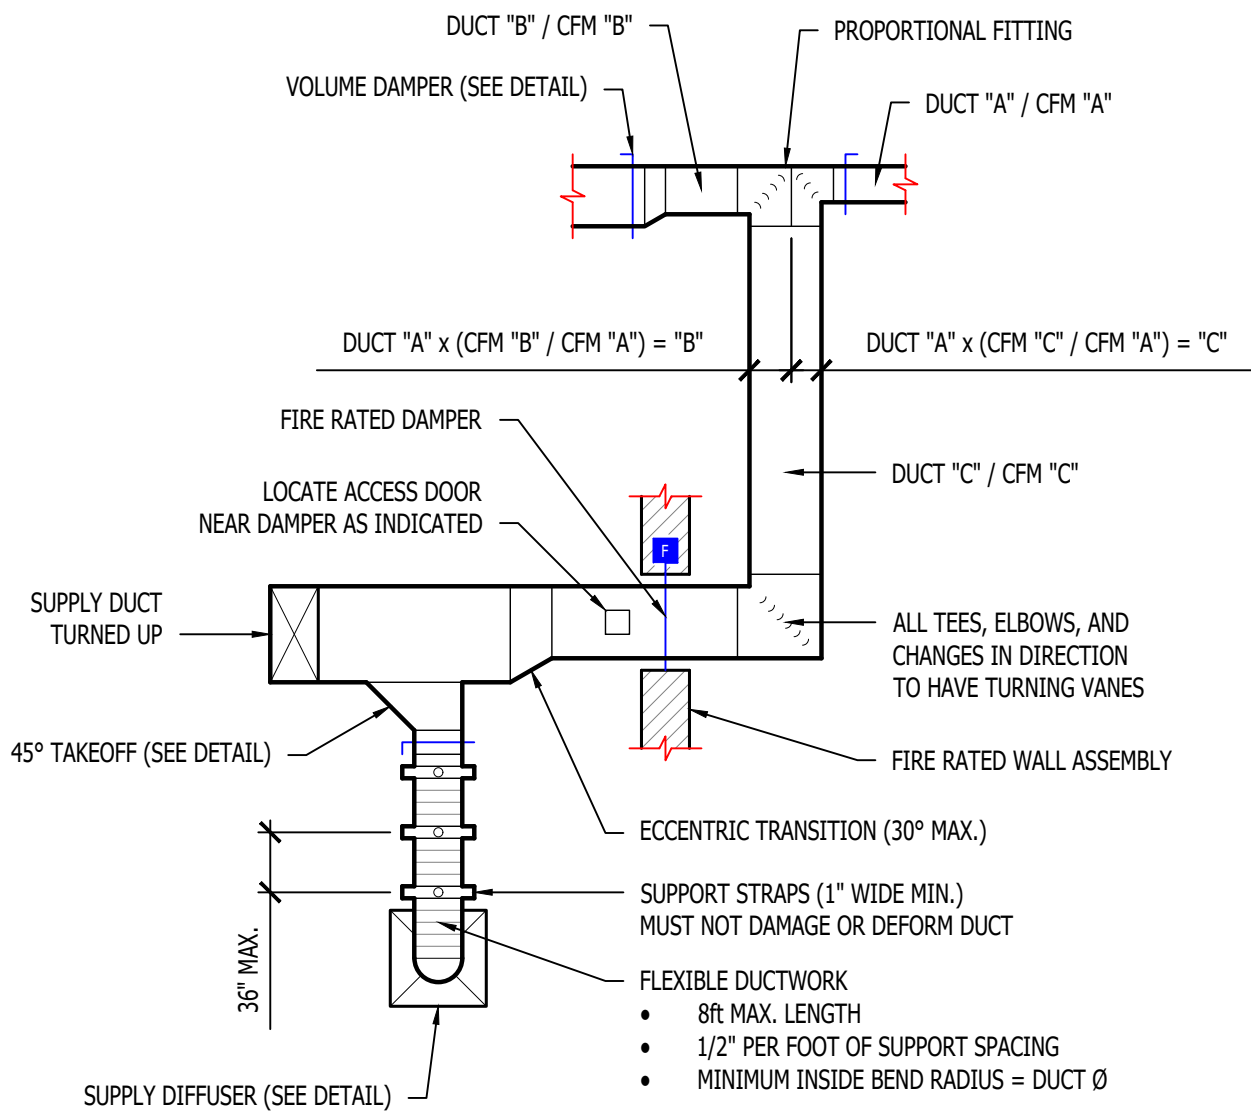 DUCT "B" / CFM "B"
PROPORTIONAL FITTING
VOLUME DAMPER (SEE DETAIL)
DUCT "A" / CFM "A"
DUCT "A" x (CFM "B" / CFM "A") = "B"
DUCT "A" x (CFM "C" / CFM "A") = "C"
FIRE RATED DAMPER
DUCT "C" / CFM "C"
LOCATE ACCESS DOOR
NEAR DAMPER AS INDICATED
F
SUPPLY DUCT
TURNED UP
ALL TEES, ELBOWS, AND
CHANGES IN DIRECTION
TO HAVE TURNING VANES
45° TAKEOFF (SEE DETAIL)
FIRE RATED WALL ASSEMBLY
ECCENTRIC TRANSITION (30° MAX.)
SUPPORT STRAPS (1" WIDE MIN.)
MUST NOT DAMAGE OR DEFORM DUCT
36" MAX.
FLEXIBLE DUCTWORK
• 8ft MAX. LENGTH
• 1/2" PER FOOT OF SUPPORT SPACING
• MINIMUM INSIDE BEND RADIUS = DUCT Ø
SUPPLY DIFFUSER (SEE DETAIL)